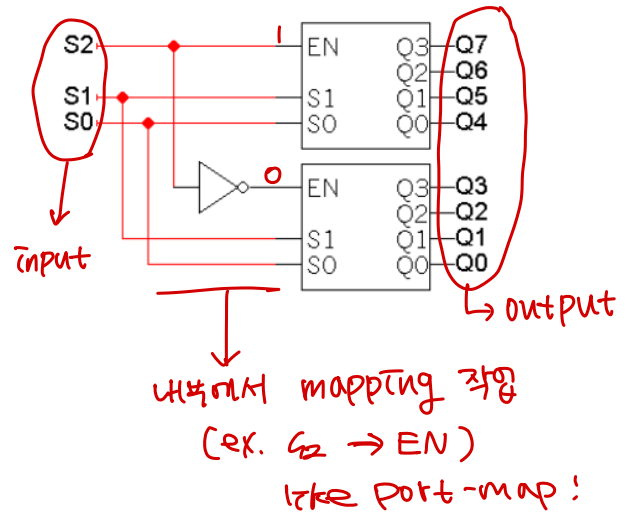 S2 1 EN Q3 Q7
Q2 Q6
S1 S1 Q1 Q5
S0 S0 Q0 Q4
0 EN Q3 Q3
Q2 Q2
S1 Q1 Q1
S0 Q0 Q0
input
output
내부에서 mapping 작업
(ex. S2 → EN)
like port-map!